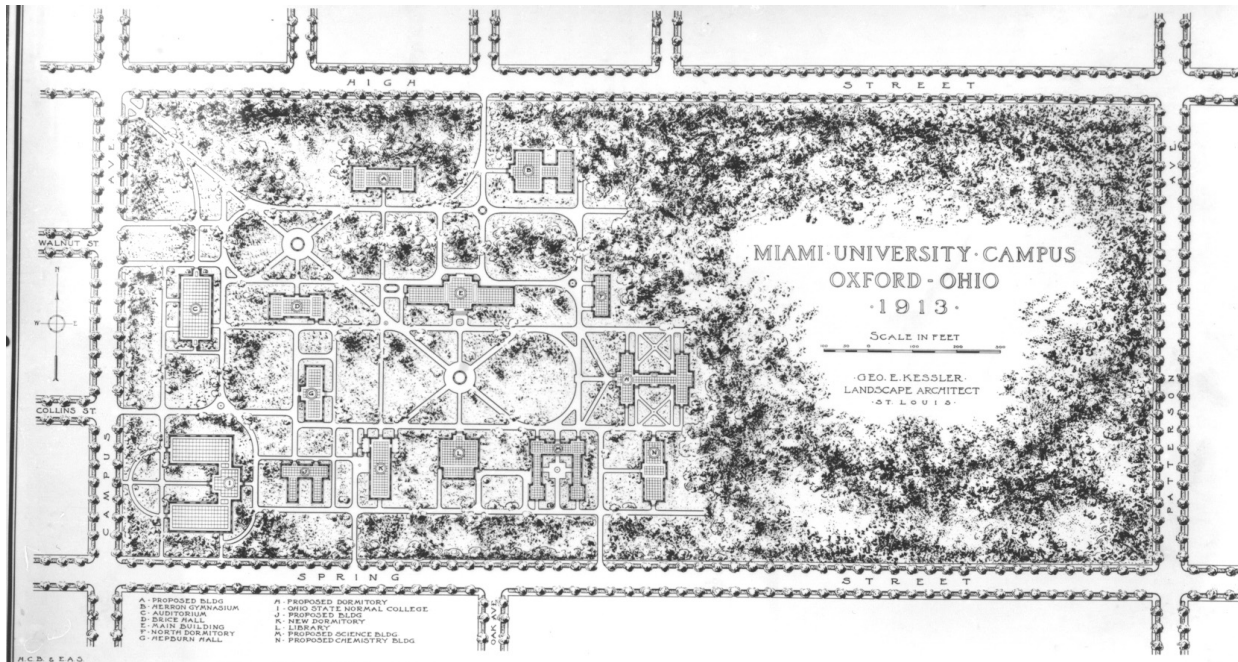 HIGH STREET
WALNUT ST
COLLINS ST.
CAMPUS AVE
PATTERSON AVE
N
W E
MIAMI · UNIVERSITY · CAMPUS
OXFORD - OHIO
· 1913 ·
SCALE IN FEET
· GEO. E. KESSLER ·
LANDSCAPE ARCHITECT
· ST. LOUIS ·
A
B
C
D
E
F
G
H
I
J
K
L
M
N
SPRING STREET
OAK AVE
A - PROPOSED BLDG
B - HERRON GYMNASIUM
C - AUDITORIUM
D - BRICE HALL
E - MAIN BUILDING
F - NORTH DORMITORY
G - HEPBURN HALL
H - PROPOSED DORMITORY
I - OHIO STATE NORMAL COLLEGE
J - PROPOSED BLDG
K - NEW DORMITORY
L - LIBRARY
M - PROPOSED SCIENCE BLDG
N - PROPOSED CHEMISTRY BLDG
H.C.B. & E.A.S.